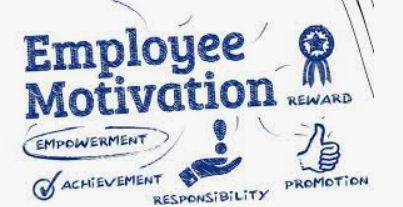 Employee
Motivation
REWARD
EMPOWERMENT
ACHiEVEMENT
RESPONSiBiLiTY
PROMOTiON